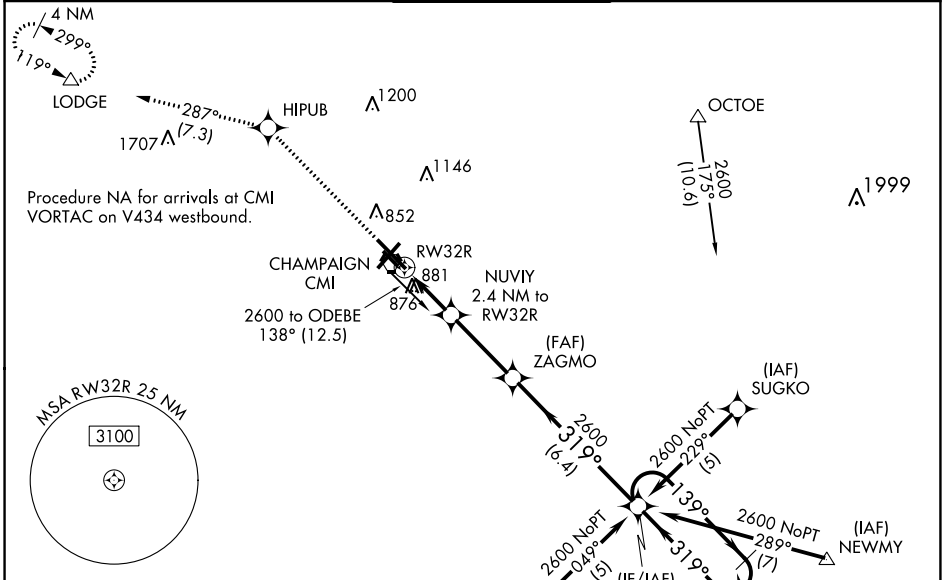 4 NM
299°
119°
LODGE
287°
(7.3)
HIPUB
1200
1707
1146
OCTOE
2600
175°
(10.6)
1999
Procedure NA for arrivals at CMI
VORTAC on V434 westbound.
852
CHAMPAIGN
CMI
RW32R
881
876
2600 to ODEBE
138° (12.5)
NUVIY
2.4 NM to
RW32R
(FAF)
ZAGMO
(IAF)
SUGKO
MSA RW32R 25 NM
3100
2600
319°
(6.4)
2600 NoPT
229°
(5)
139°
2600 NoPT
289°
(7)
(IAF)
NEWMY
2600 NoPT
049°
(5)
319°
(IF/IAF)